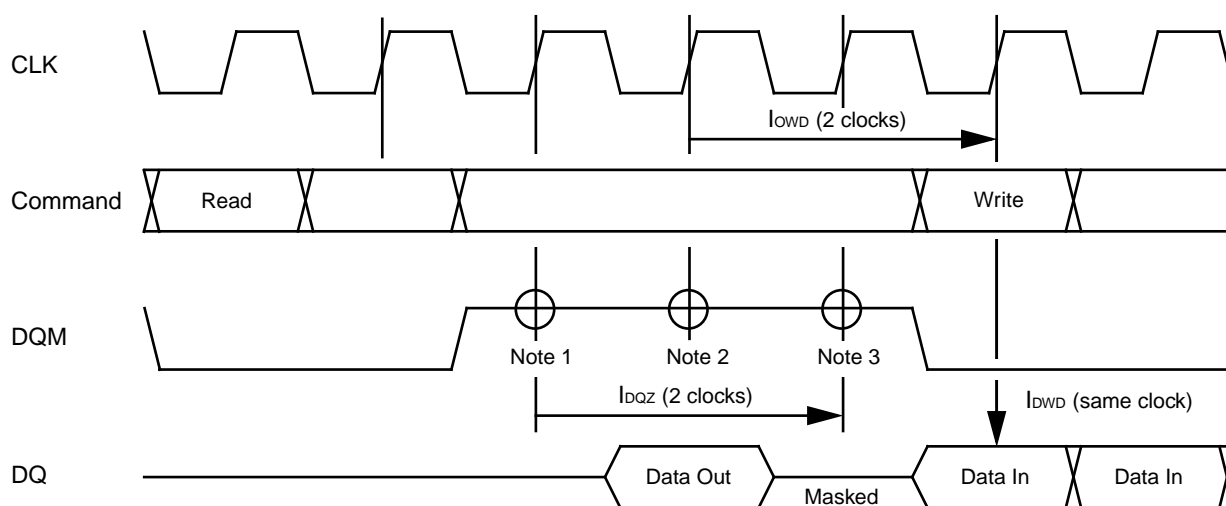 CLK
IOWD (2 clocks)
Command Read Write
DQM
Note 1 Note 2 Note 3
IDQZ (2 clocks)
IDWD (same clock)
DQ Data Out Masked Data In Data In